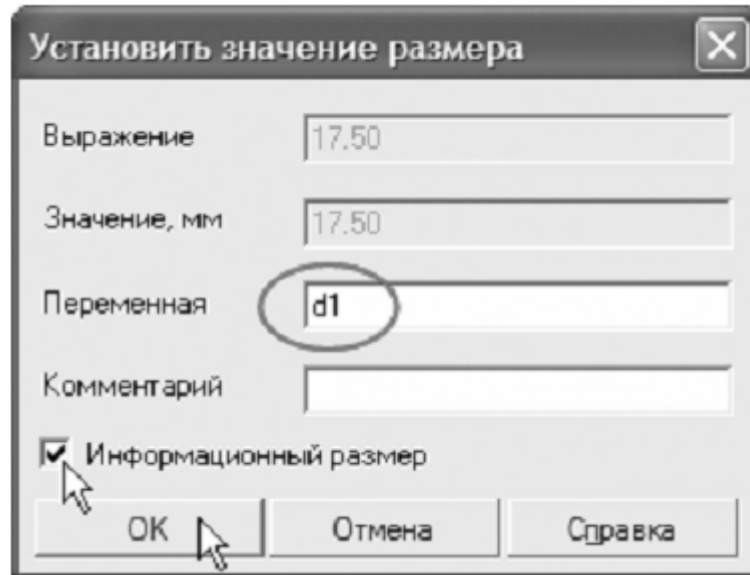 Установить значение размера
Выражение 17.50
Значение, мм 17.50
Переменная d1
Комментарий
Информационный размер
OK Отмена Справка